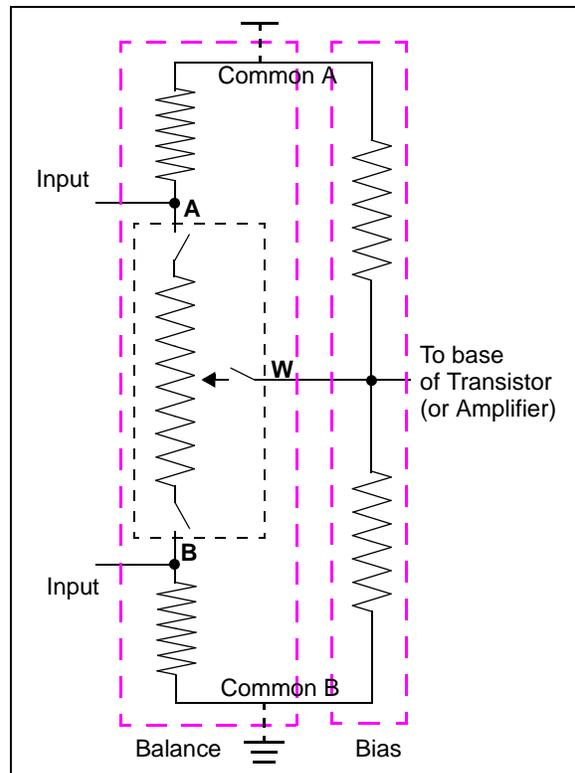 Common A
Input
A
W
To base
of Transistor
(or Amplifier)
B
Input
Common B
Balance
Bias